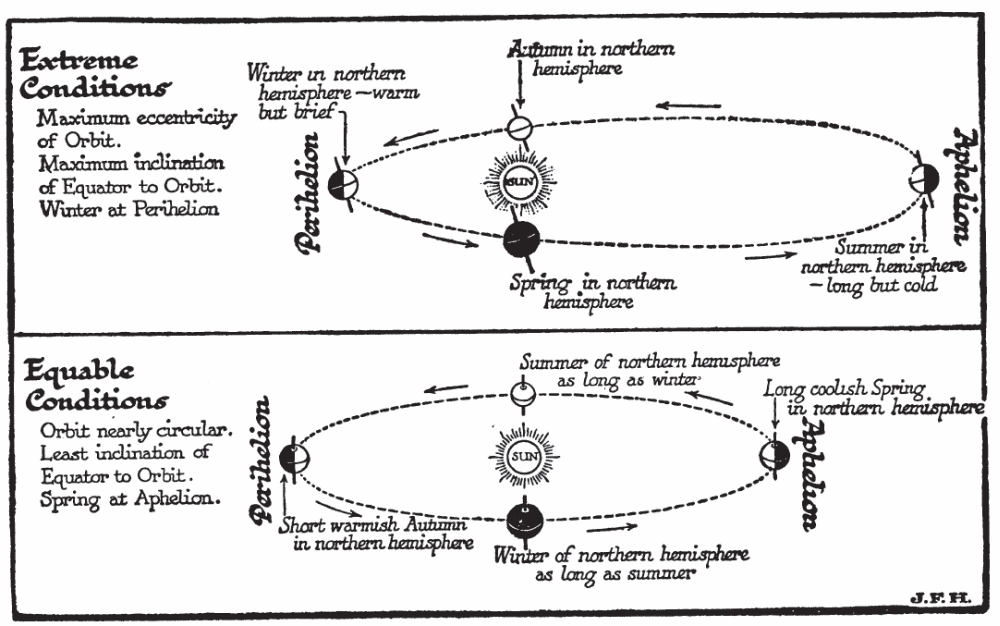 Extreme
Conditions
Maximum eccentricity
of Orbit.
Maximum inclination
of Equator to Orbit.
Winter at Perihelion
Winter in northern
hemisphere—warm
but brief
Autumn in northern
hemisphere
Perihelion
SUN
Aphelion
Spring in northern
hemisphere
Summer in
northern hemisphere
—long but cold
Equable
Conditions
Orbit nearly circular.
Least inclination of
Equator to Orbit.
Spring at Aphelion.
Summer of northern hemisphere
as long as winter
Long coolish Spring
in northern hemisphere
Perihelion
SUN
Aphelion
Short warmish Autumn
in northern hemisphere
Winter of northern hemisphere
as long as summer
J.F.H.